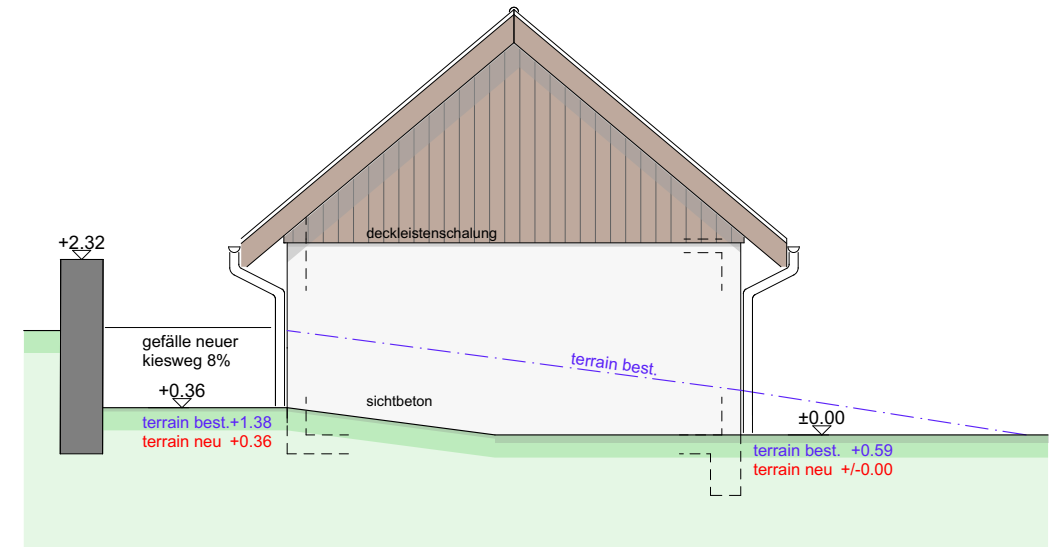 deckleistenschalung
+2.32
gefälle neuer
kiesweg 8%
terrain best.
+0.36
sichtbeton
±0.00
terrain best.+1.38
terrain neu +0.36
terrain best. +0.59
terrain neu +/-0.00